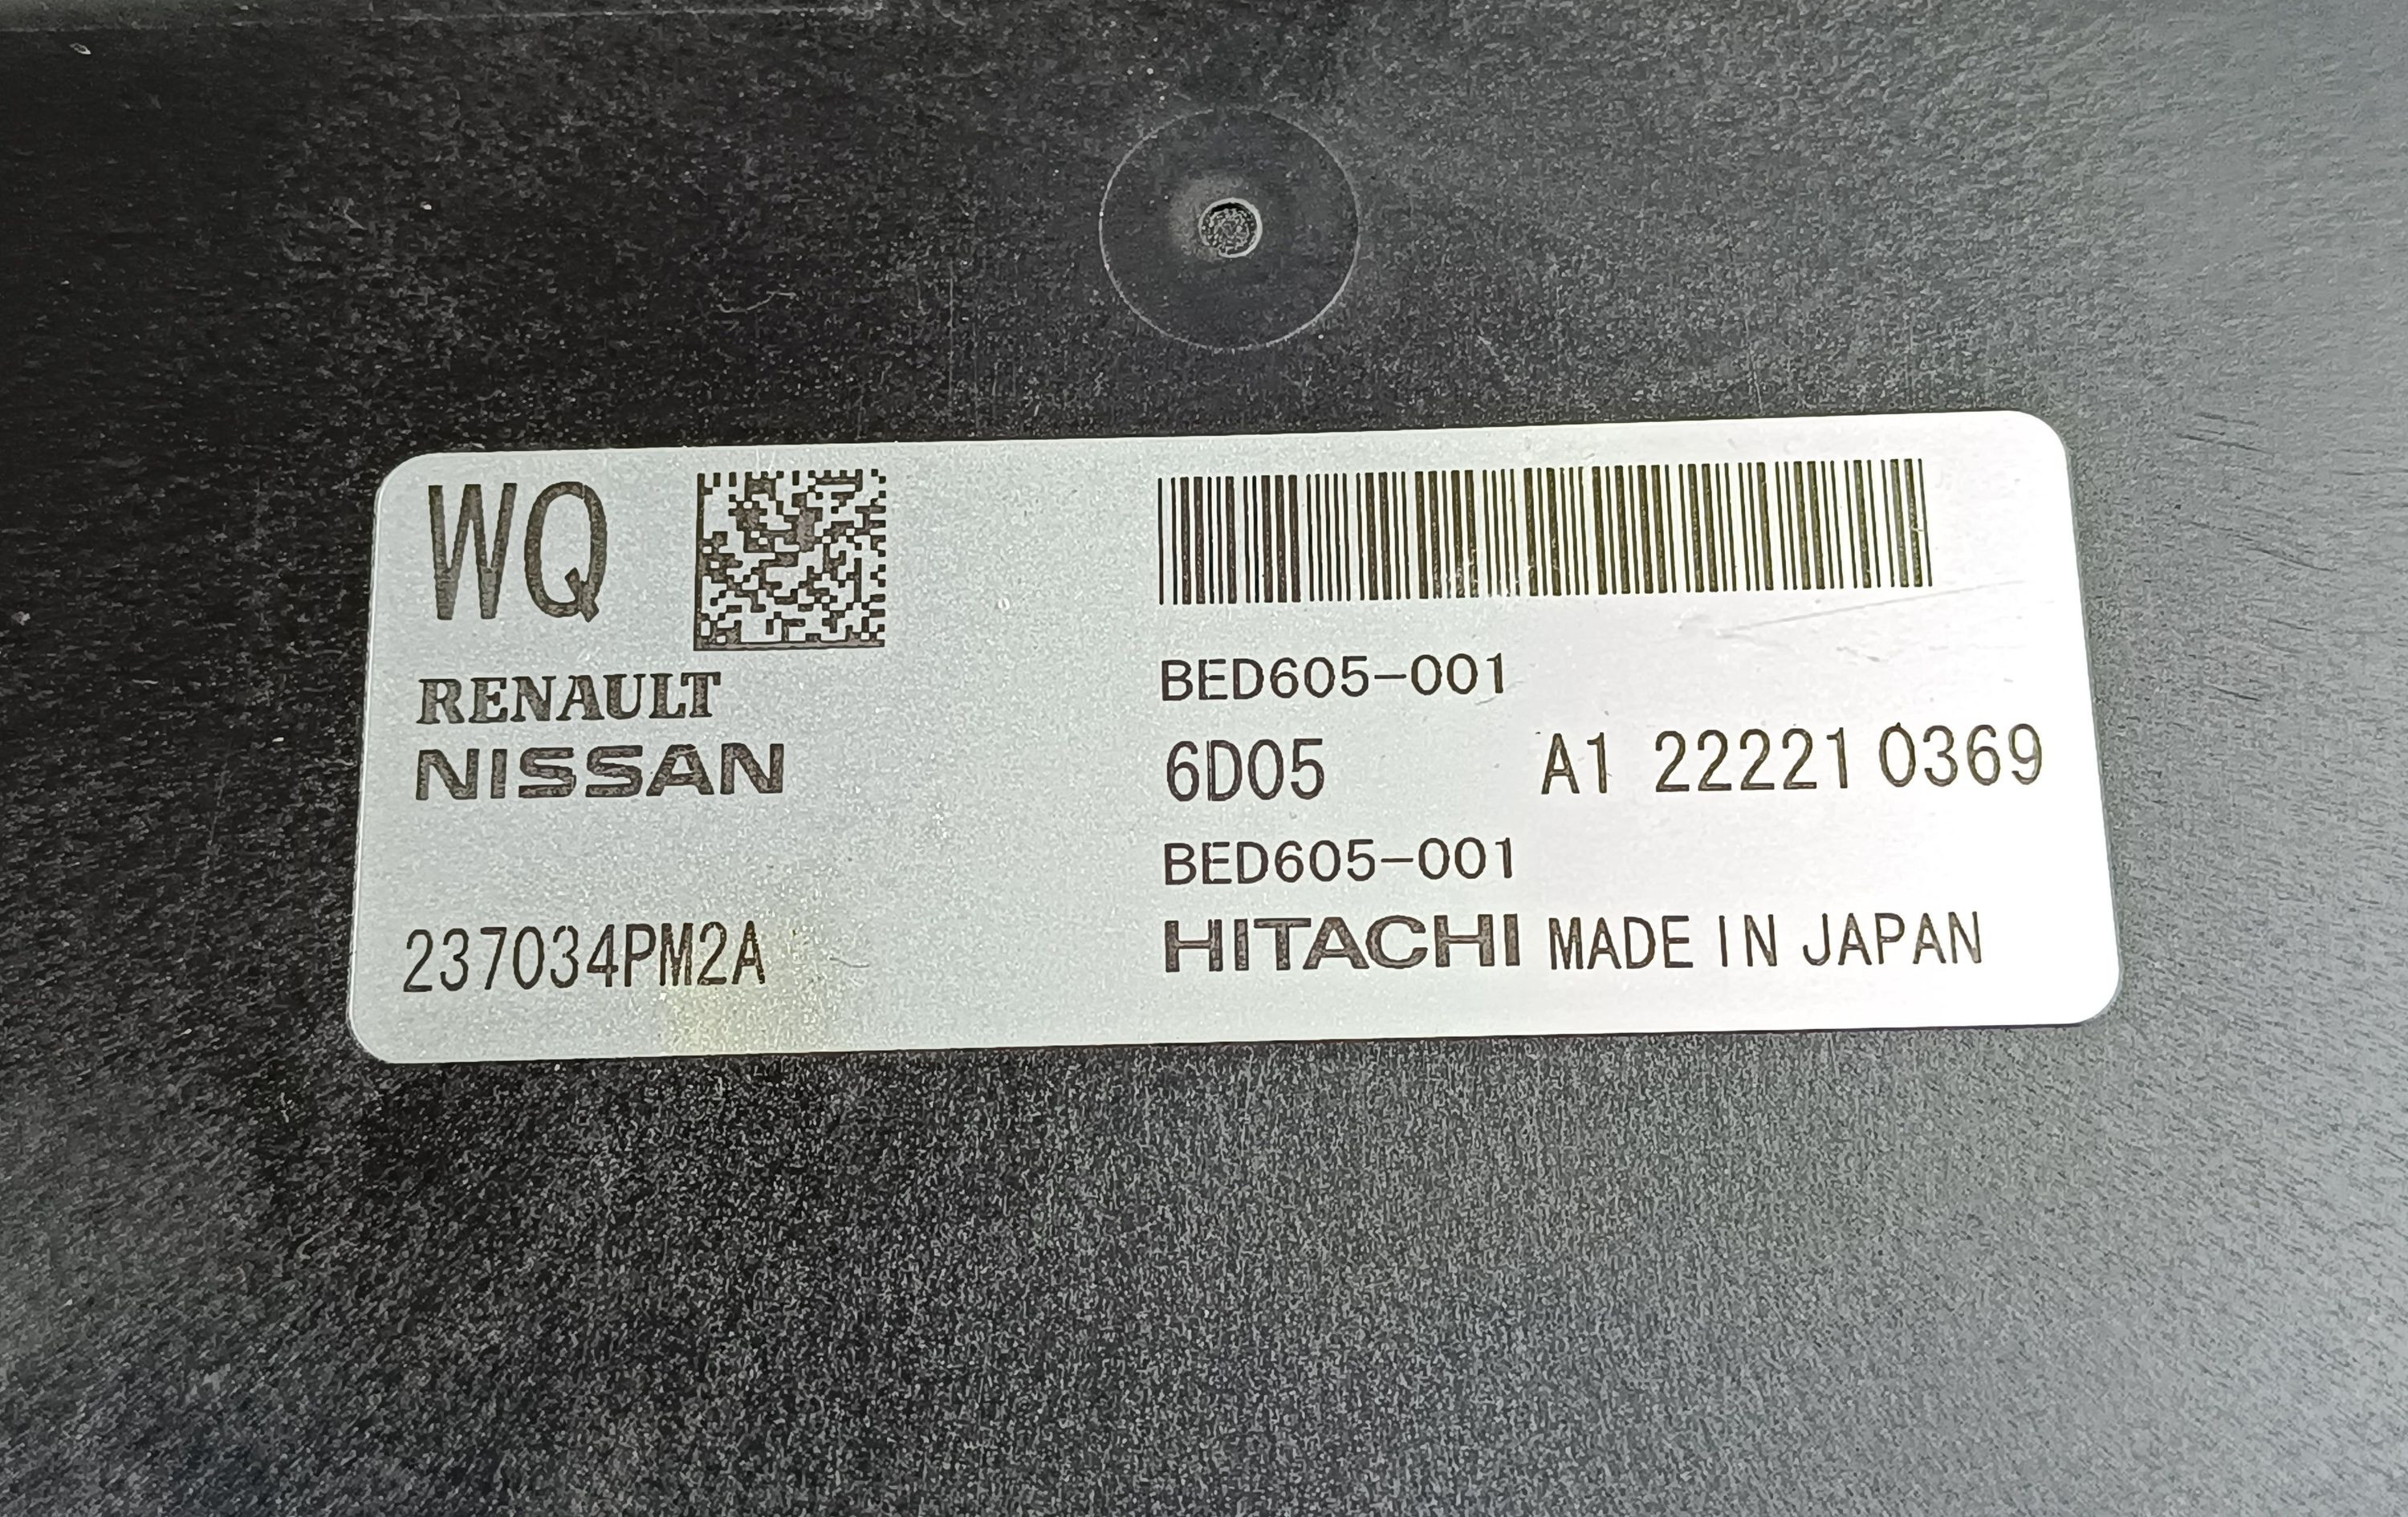 WQ
RENAULT
NISSAN
237034PM2A
BED605-001
6D05 A1 22221 0369
BED605-001
HITACHI MADE IN JAPAN